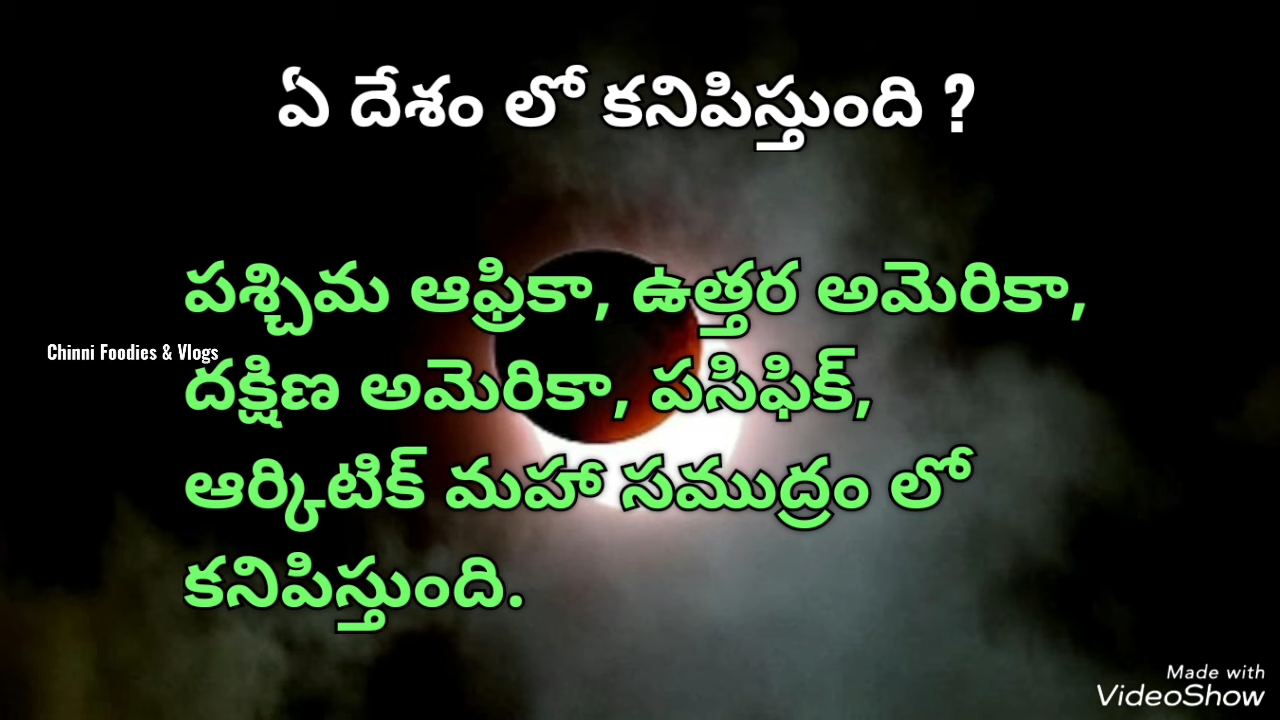 ఏ దేశం లో కనిపిస్తుంది ?
పశ్చిమ ఆఫ్రికా, ఉత్తర అమెరికా,
Chinni Foodies & Vlogs
దక్షిణ అమెరికా, పసిఫిక్,
ఆర్కిటిక్ మహా సముద్రం లో
కనిపిస్తుంది.
Made with
VideoShow